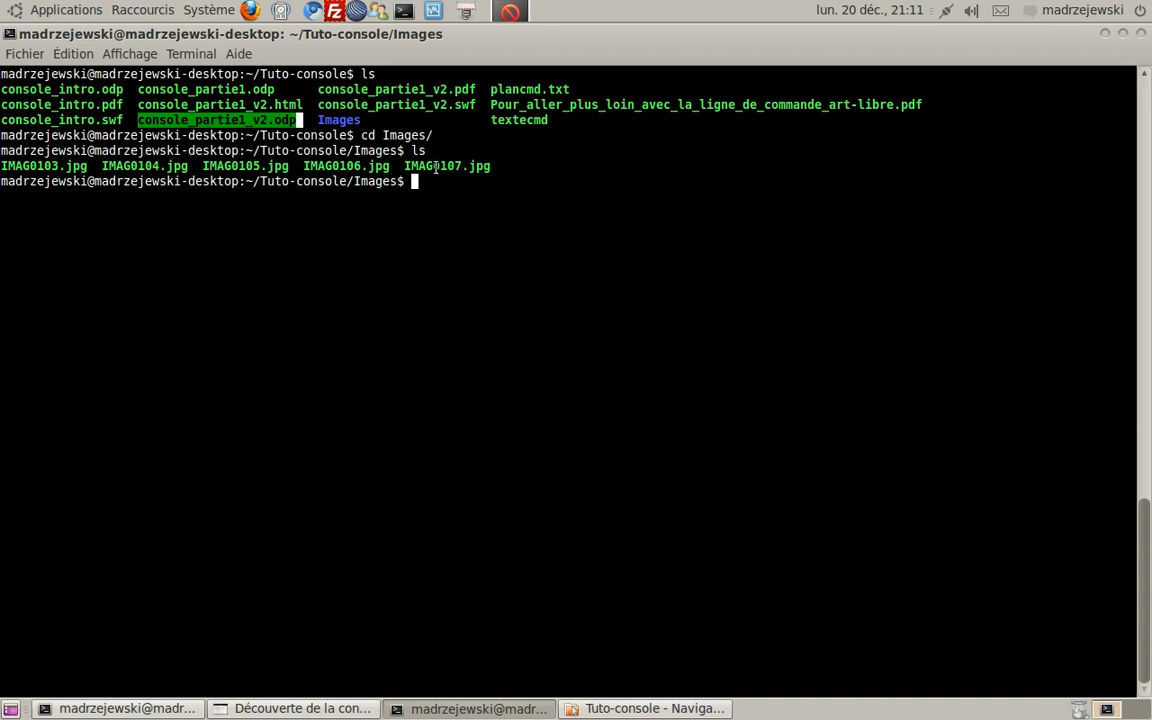 Applications Raccourcis Système lun. 20 déc., 21:11 madrzejewski
madrzejewski@madrzejewski-desktop: ~/Tuto-console/Images
Fichier Édition Affichage Terminal Aide
madrzejewski@madrzejewski-desktop:~/Tuto-console$ ls
console_intro.odp console_partie1.odp console_partie1_v2.pdf plancmd.txt
console_intro.pdf console_partie1_v2.html console_partie1_v2.swf Pour_aller_plus_loin_avec_la_ligne_de_commande_art-libre.pdf
console_intro.swf console_partie1_v2.odp Images textecmd
madrzejewski@madrzejewski-desktop:~/Tuto-console$ cd Images/
madrzejewski@madrzejewski-desktop:~/Tuto-console/Images$ ls
IMAG0103.jpg IMAG0104.jpg IMAG0105.jpg IMAG0106.jpg IMAG0107.jpg
madrzejewski@madrzejewski-desktop:~/Tuto-console/Images$
madrzejewski@madr... Découverte de la con... madrzejewski@madr... Tuto-console - Naviga...